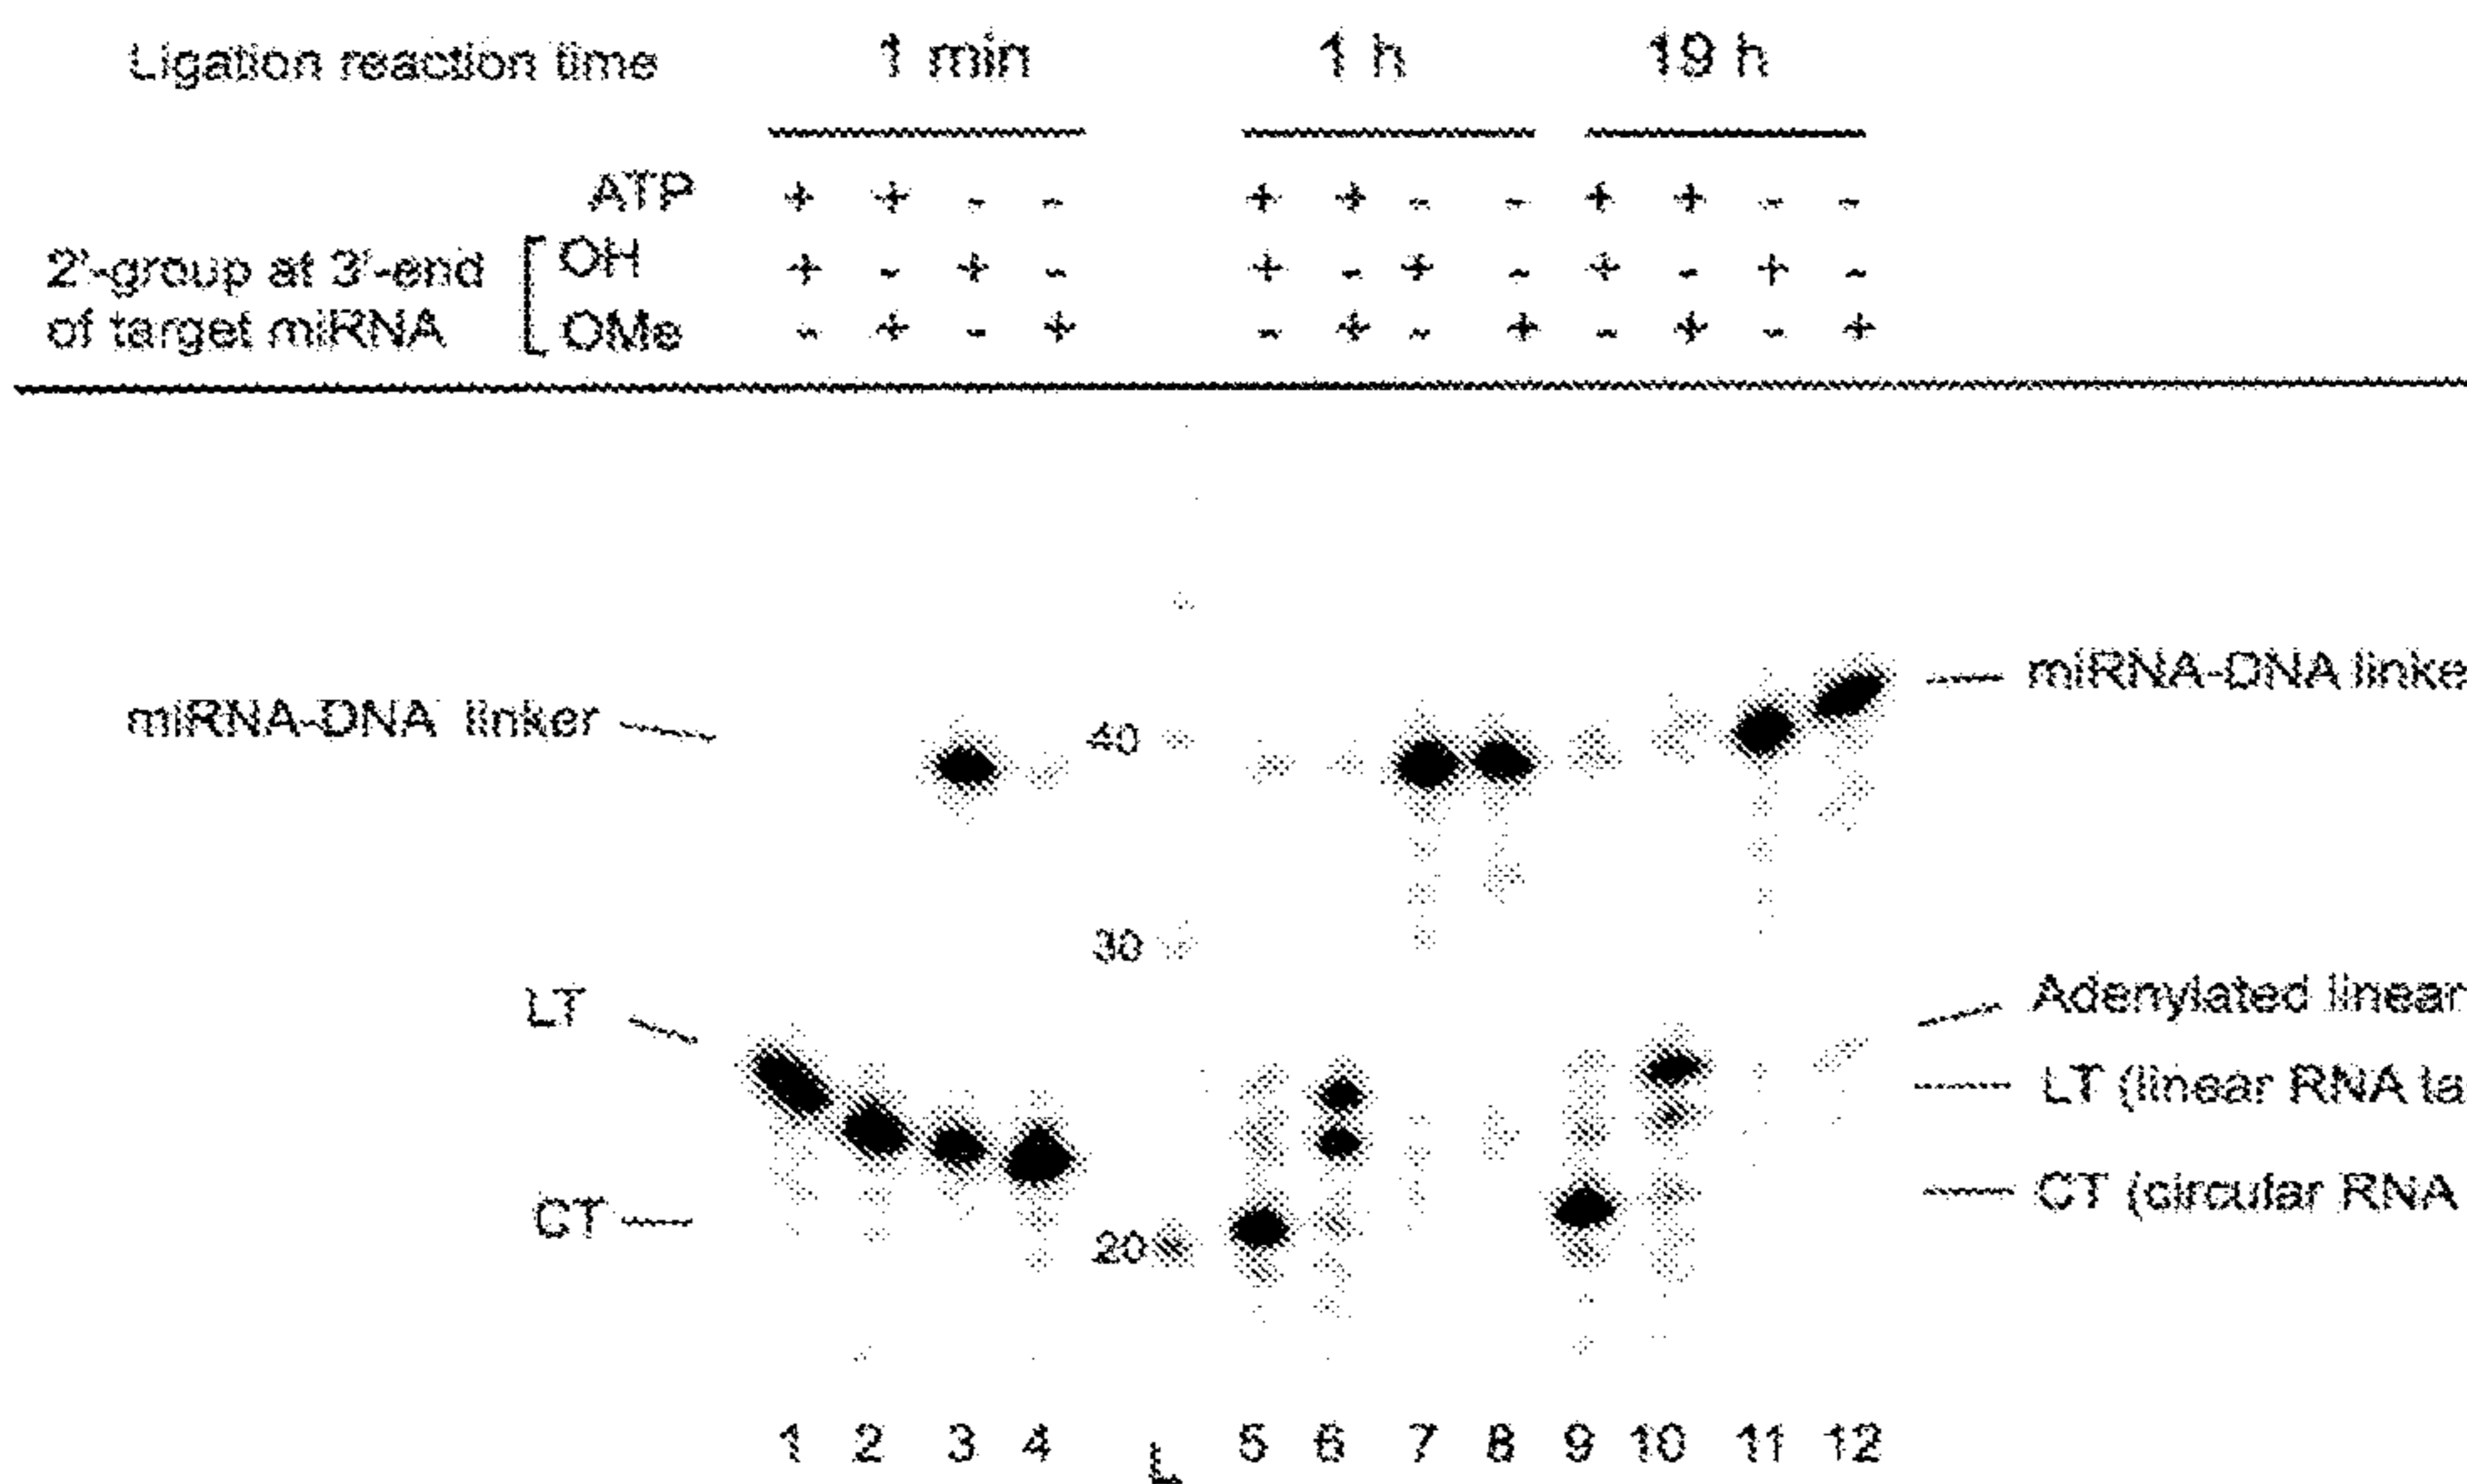 Ligation reaction time 1 min 1 h 19 h
ATP + + - - + + - - + + - -
2'-group at 3'-end [ OH + - + - + - + - + - + -
of target miRNA [ OMe - + - + - + - + - + - +
miRNA-DNA linker
40
miRNA-DNA linke
30
LT
Adenylated linear
LT (linear RNA ta
CT
CT (circular RNA
20
1 2 3 4 L 5 6 7 8 9 10 11 12